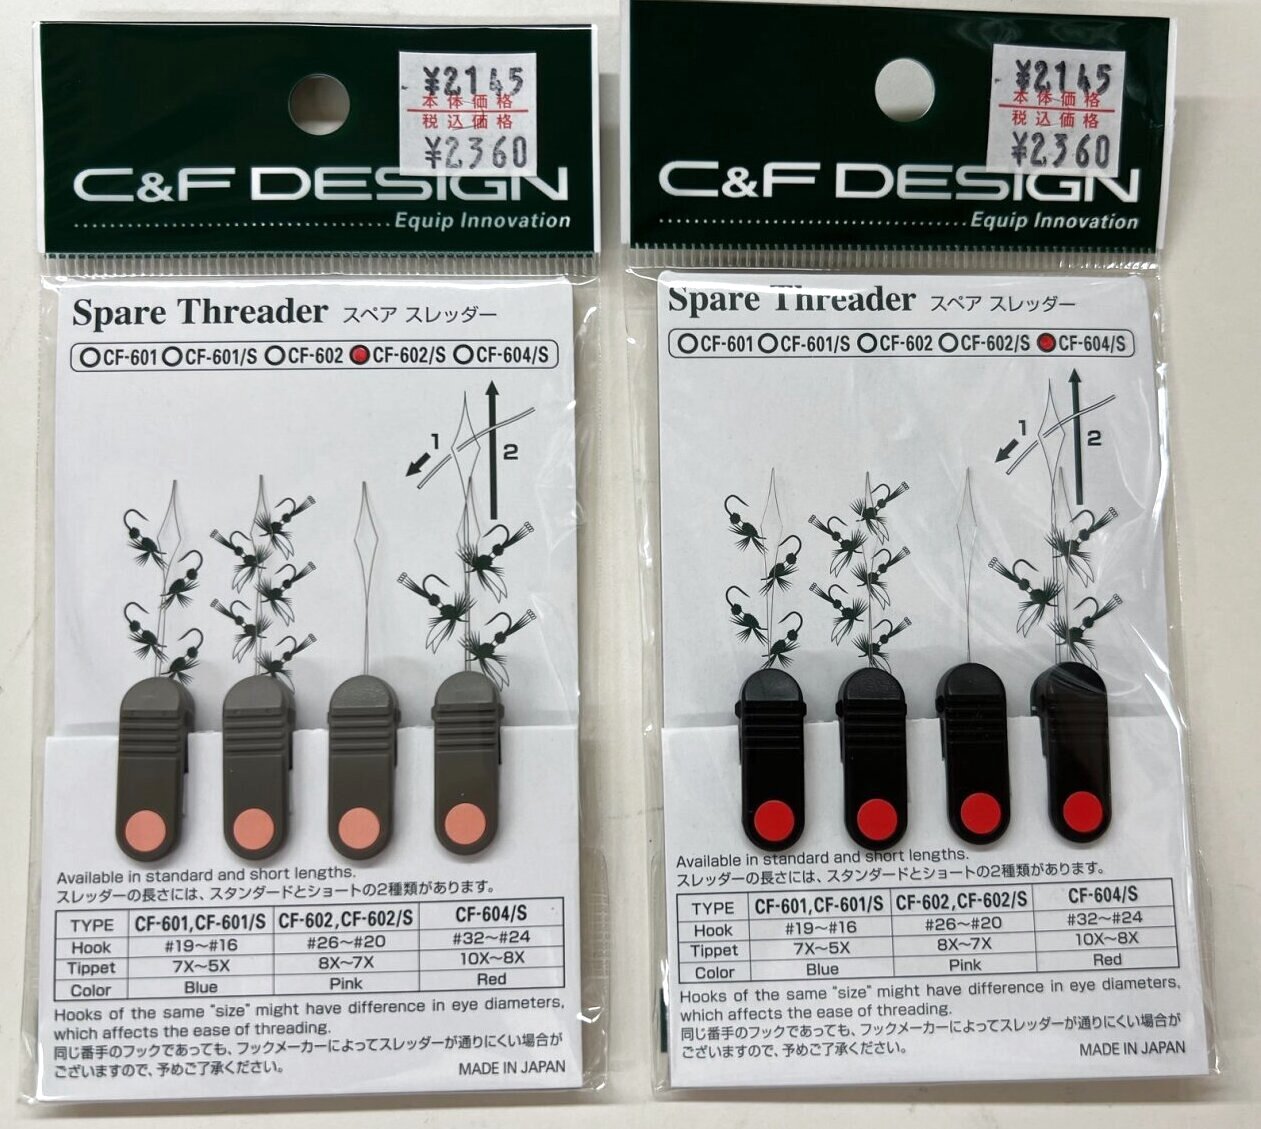 ¥2145
本体価格
税込価格
¥2360
C&F DESIGN
Equip Innovation
Spare Threader スペア スレッダー
CF-601 CF-601/S CF-602 CF-602/S CF-604/S
1
2
Available in standard and short lengths.
スレッダーの長さには、スタンダードとショートの2種類があります。
TYPE CF-601,CF-601/S CF-602,CF-602/S CF-604/S
Hook #19～#16 #26～#20 #32～#24
Tippet 7X～5X 8X～7X 10X～8X
Color Blue Pink Red
Hooks of the same "size" might have difference in eye diameters,
which affects the ease of threading.
同じ番手のフックであっても、フックメーカーによってスレッダーが通りにくい場合が
ございますので、予めご了承ください。
MADE IN JAPAN
¥2145
本体価格
税込価格
¥2360
C&F DESIGN
Equip Innovation
Spare Threader スペア スレッダー
CF-601 CF-601/S CF-602 CF-602/S CF-604/S
1
2
Available in standard and short lengths.
スレッダーの長さには、スタンダードとショートの2種類があります。
TYPE CF-601,CF-601/S CF-602,CF-602/S CF-604/S
Hook #19～#16 #26～#20 #32～#24
Tippet 7X～5X 8X～7X 10X～8X
Color Blue Pink Red
Hooks of the same "size" might have difference in eye diameters,
which affects the ease of threading.
同じ番手のフックであっても、フックメーカーによってスレッダーが通りにくい場合が
ございますので、予めご了承ください。
MADE IN JAPAN